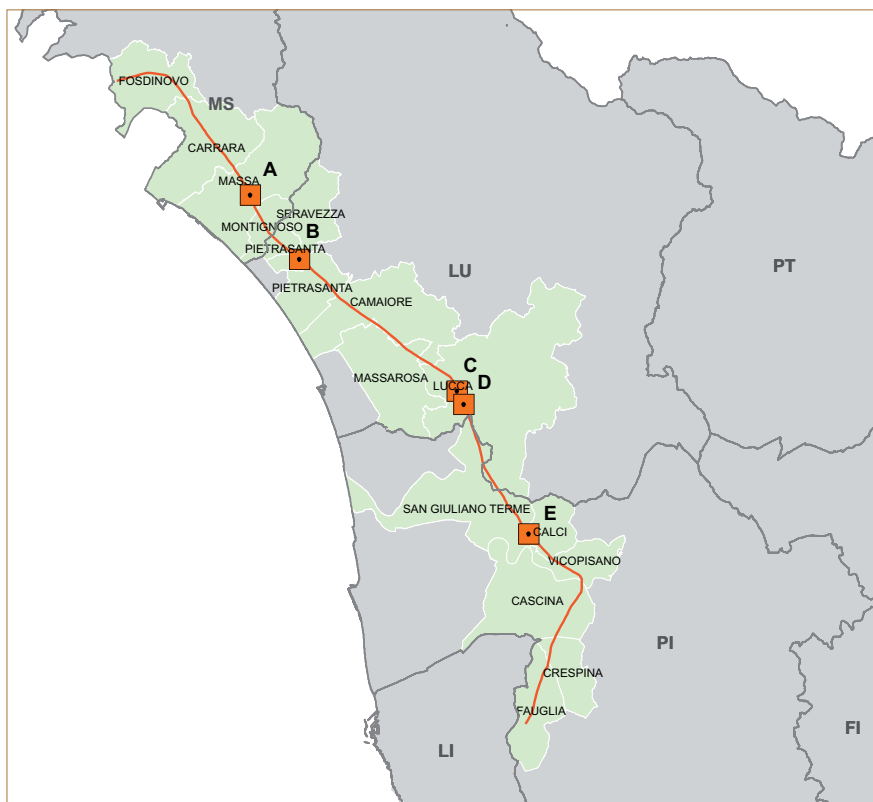 FOSDINOVO
MS
CARRARA
A
MASSA
SERAVEZZA
MONTIGNOSO
B
PIETRASANTA
LU
PT
PIETRASANTA
CAMAIORE
C
MASSAROSA
LUCCA
D
SAN GIULIANO TERME
E
CALCI
VICOPISANO
CASCINA
PI
CRESPINA
FAUGLIA
FI
LI